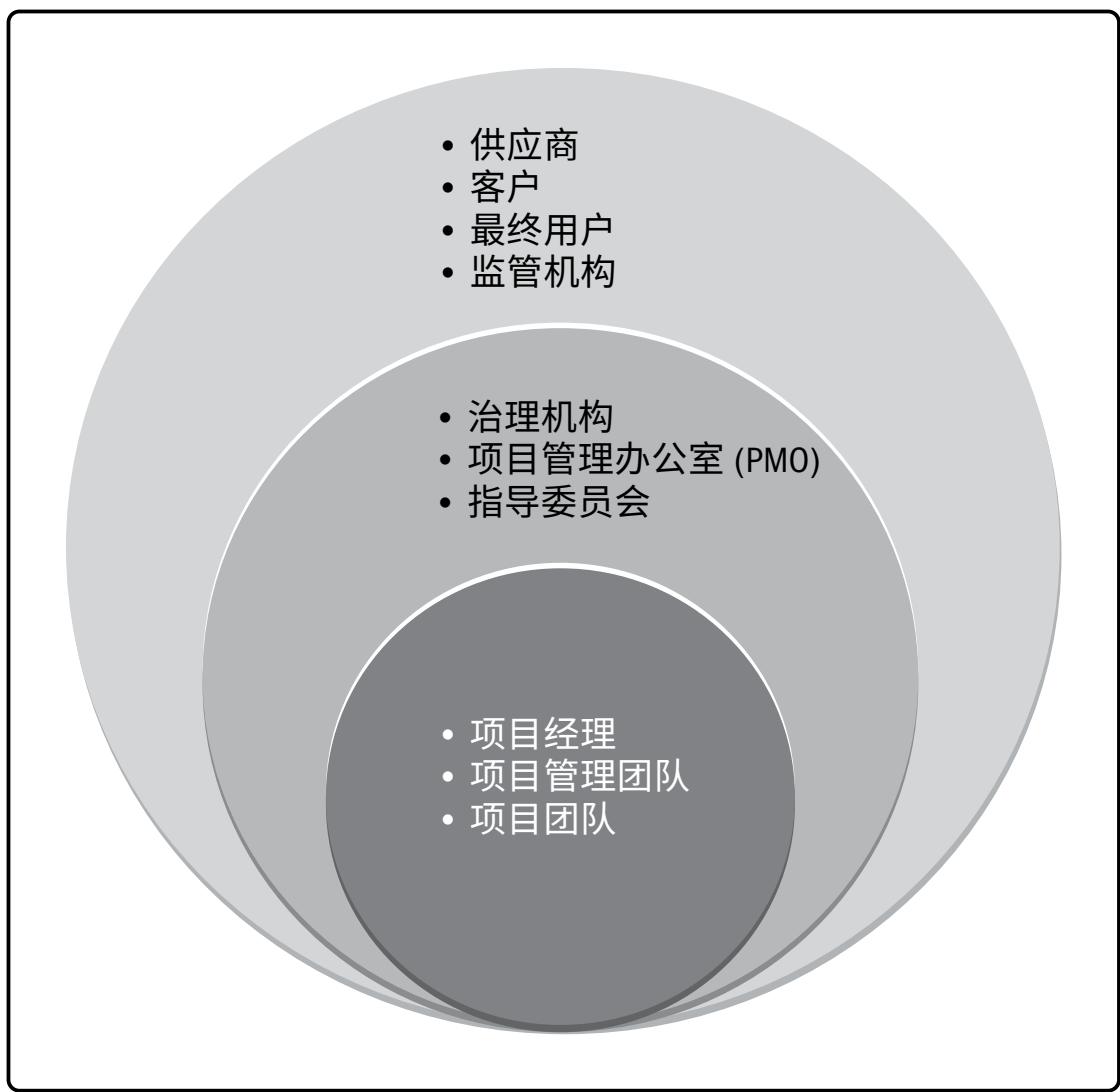 • 供应商
• 客户
• 最终用户
• 监管机构
• 治理机构
• 项目管理办公室 (PMO)
• 指导委员会
• 项目经理
• 项目管理团队
• 项目团队